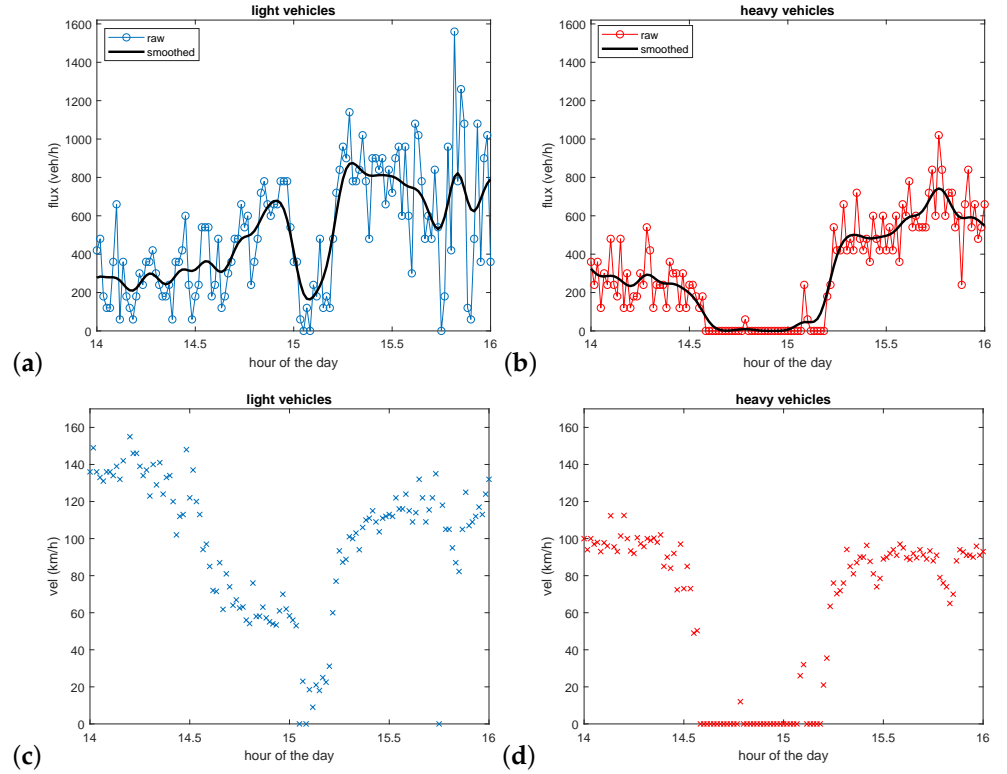 light vehicles
1600
1400
1200
1000
800
600
400
200
0
flux (veh/h)
raw
smoothed
14
14.5
15
15.5
16
hour of the day
(a)
heavy vehicles
1600
1400
1200
1000
800
600
400
200
0
flux (veh/h)
raw
smoothed
14
14.5
15
15.5
16
hour of the day
(b)
light vehicles
160
140
120
100
80
60
40
20
0
vel (km/h)
14
14.5
15
15.5
16
hour of the day
(c)
heavy vehicles
160
140
120
100
80
60
40
20
0
vel (km/h)
14
14.5
15
15.5
16
hour of the day
(d)